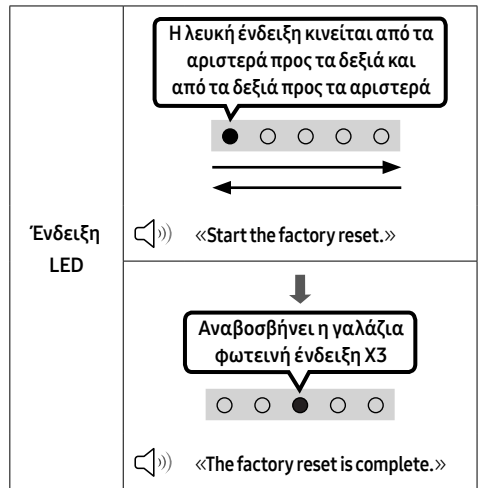 Η λευκή ένδειξη κινείται από τα
αριστερά προς τα δεξιά και
από τα δεξιά προς τα αριστερά
«Start the factory reset.»
Ένδειξη
LED
Αναβοσβήνει η γαλάζια
φωτεινή ένδειξη X3
«The factory reset is complete.»